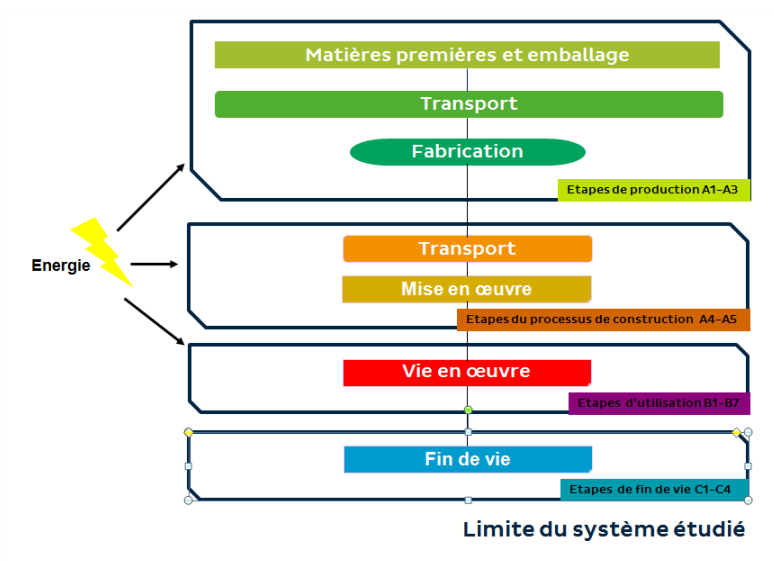 Matières premières et emballage
Transport
Fabrication
Etapes de production A1-A3
Energie
Transport
Mise en œuvre
Etapes du processus de construction A4-A5
Vie en œuvre
Etapes d'utilisation B1-B7
Fin de vie
Etapes de fin de vie C1-C4
Limite du système étudié